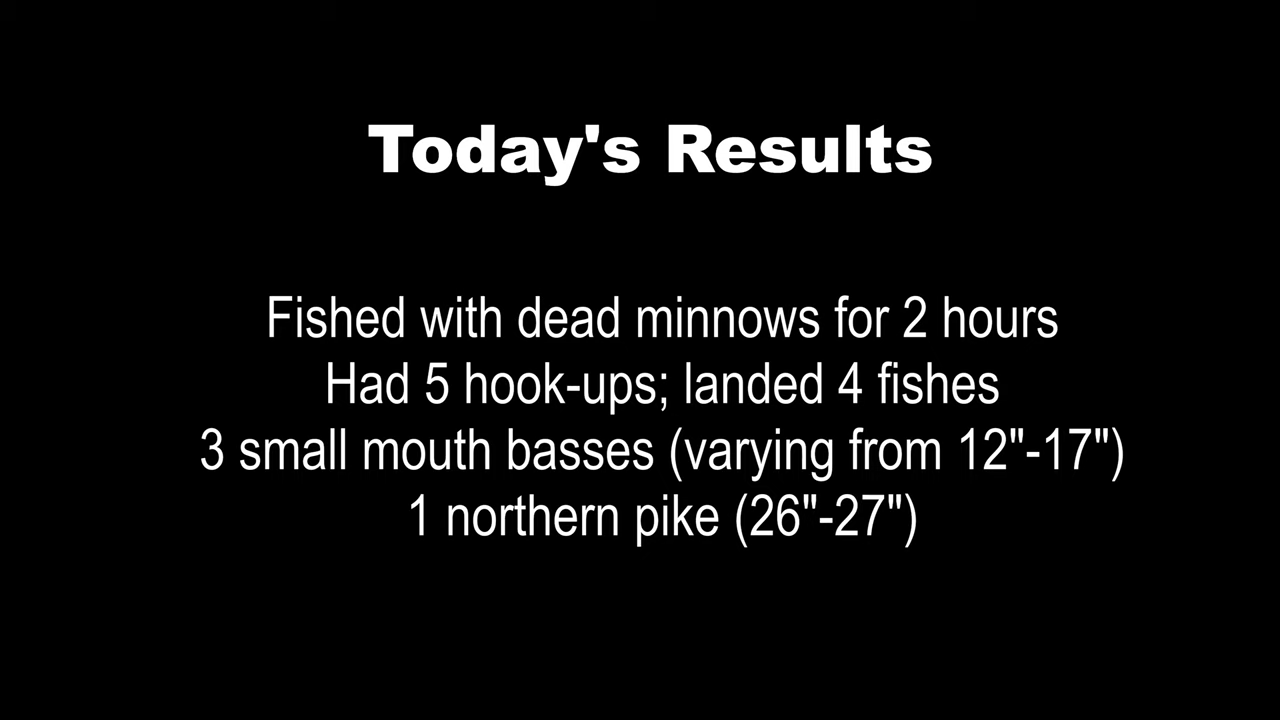 Today's Results
Fished with dead minnows for 2 hours
Had 5 hook-ups; landed 4 fishes
3 small mouth basses (varying from 12"-17")
1 northern pike (26"-27")